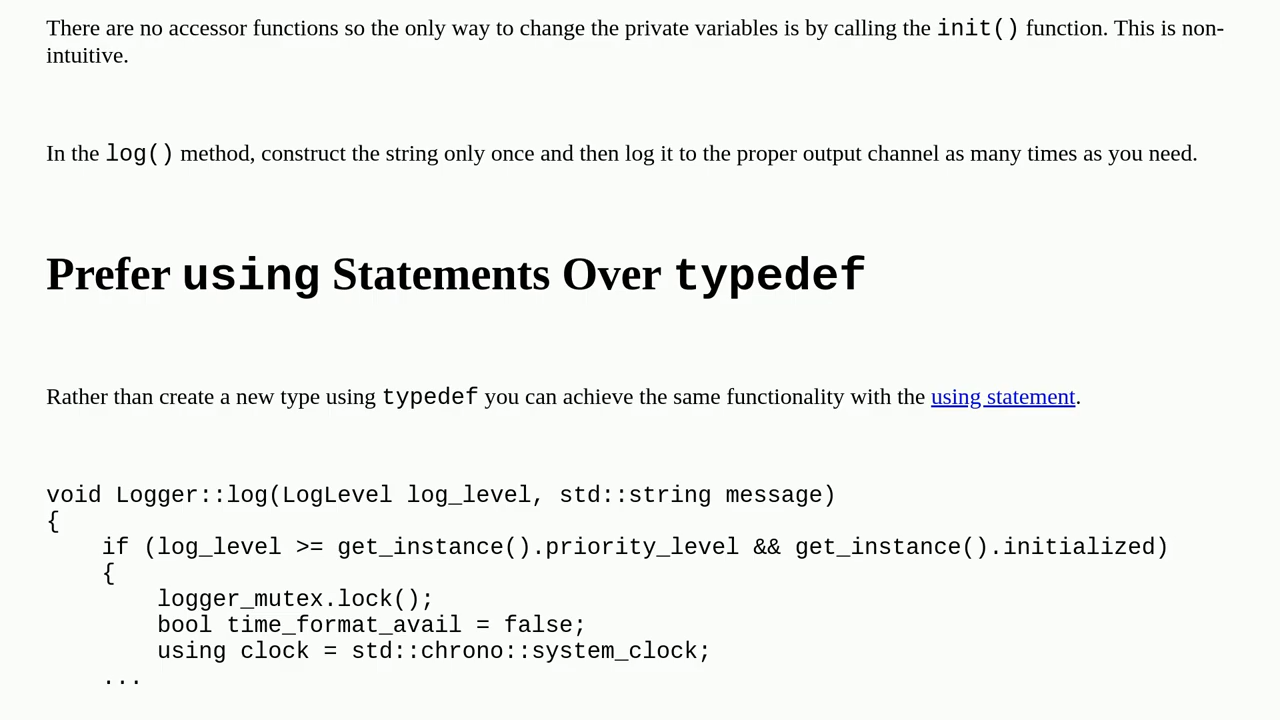 There are no accessor functions so the only way to change the private variables is by calling the init() function. This is non-
intuitive.
In the log() method, construct the string only once and then log it to the proper output channel as many times as you need.
Prefer using Statements Over typedef
Rather than create a new type using typedef you can achieve the same functionality with the using statement.
void Logger::log(LogLevel log_level, std::string message)
{
    if (log_level >= get_instance().priority_level && get_instance().initialized)
    {
        logger_mutex.lock();
        bool time_format_avail = false;
        using clock = std::chrono::system_clock;
    ...